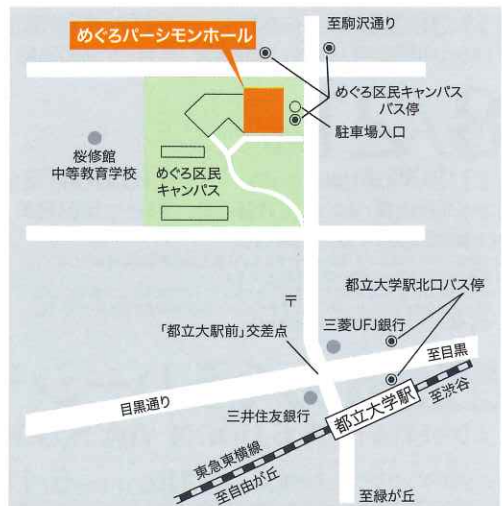 至駒沢通り
めぐろパーシモンホール
めぐろ区民キャンパス
バス停
駐車場入口
桜修館
中等教育学校
めぐろ区民
キャンパス
〒
都立大学駅北口バス停
三菱UFJ銀行
「都立大駅前」交差点
至目黒
目黒通り
三井住友銀行
都立大学駅
至渋谷
東急東横線
至自由が丘
至緑が丘